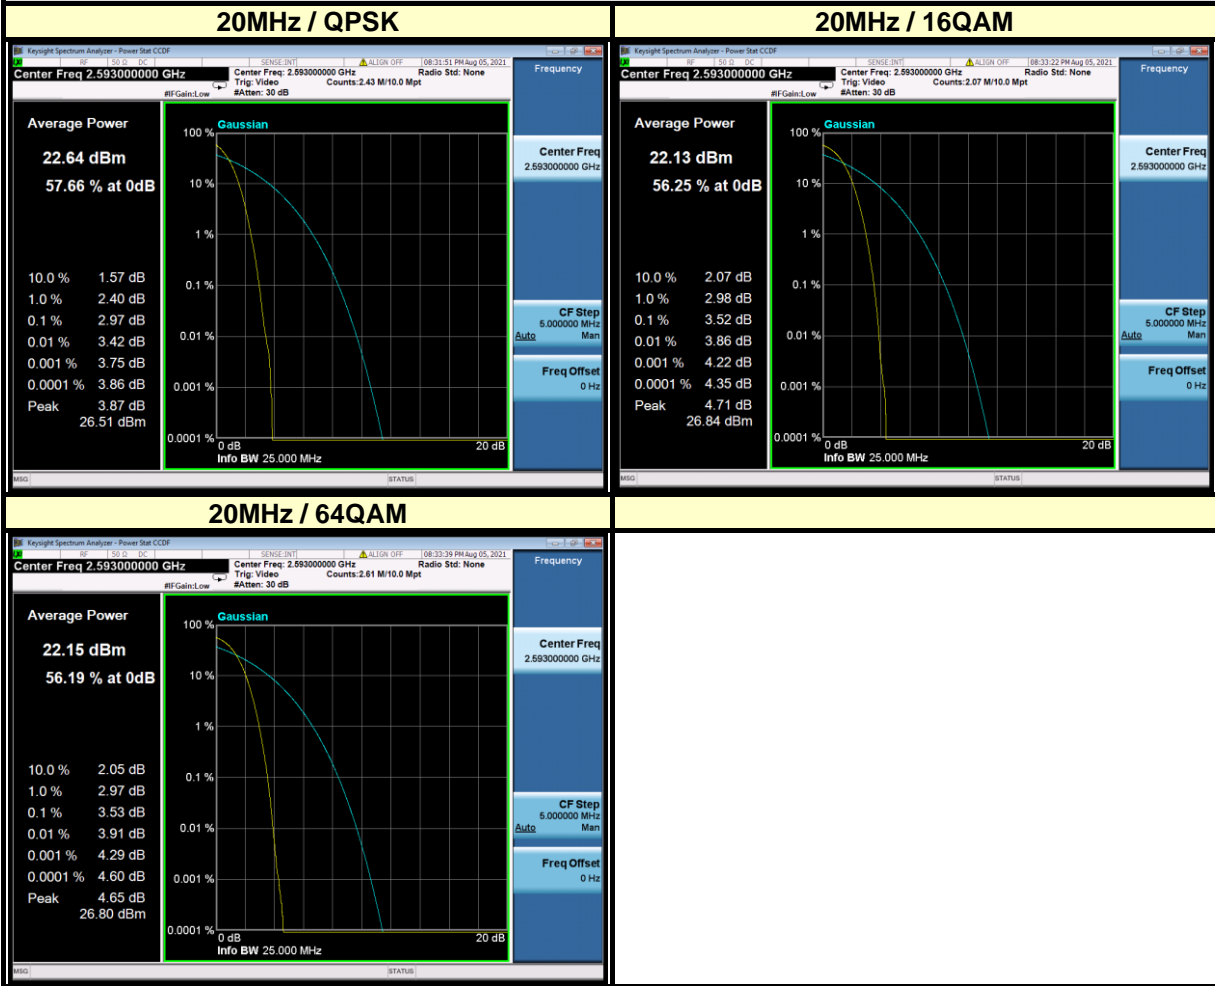 20MHz / QPSK
Keysight Spectrum Analyzer - Power Stat CCDF
RF 50 Ω DC SENSE:INT ALIGN OFF 08:31:51 PM Aug 05, 2021
Center Freq 2.593000000 GHz
Center Freq: 2.593000000 GHz Radio Std: None
Trig: Video Counts:2.43 M/10.0 Mpt
#IFGain:Low #Atten: 30 dB
Frequency
Average Power
22.64 dBm
57.66 % at 0dB
10.0 % 1.57 dB
1.0 % 2.40 dB
0.1 % 2.97 dB
0.01 % 3.42 dB
0.001 % 3.75 dB
0.0001 % 3.86 dB
Peak 3.87 dB
26.51 dBm
Gaussian
100 %
10 %
1 %
0.1 %
0.01 %
0.001 %
0.0001 %
0 dB 20 dB
Info BW 25.000 MHz
Center Freq
2.593000000 GHz
CF Step
5.000000 MHz
Auto Man
Freq Offset
0 Hz
MSG STATUS
20MHz / 16QAM
Keysight Spectrum Analyzer - Power Stat CCDF
RF 50 Ω DC SENSE:INT ALIGN OFF 08:33:22 PM Aug 05, 2021
Center Freq 2.593000000 GHz
Center Freq: 2.593000000 GHz Radio Std: None
Trig: Video Counts:2.07 M/10.0 Mpt
#IFGain:Low #Atten: 30 dB
Frequency
Average Power
22.13 dBm
56.25 % at 0dB
10.0 % 2.07 dB
1.0 % 2.98 dB
0.1 % 3.52 dB
0.01 % 3.86 dB
0.001 % 4.22 dB
0.0001 % 4.35 dB
Peak 4.71 dB
26.84 dBm
Gaussian
100 %
10 %
1 %
0.1 %
0.01 %
0.001 %
0.0001 %
0 dB 20 dB
Info BW 25.000 MHz
Center Freq
2.593000000 GHz
CF Step
5.000000 MHz
Auto Man
Freq Offset
0 Hz
MSG STATUS
20MHz / 64QAM
Keysight Spectrum Analyzer - Power Stat CCDF
RF 50 Ω DC SENSE:INT ALIGN OFF 08:33:39 PM Aug 05, 2021
Center Freq 2.593000000 GHz
Center Freq: 2.593000000 GHz Radio Std: None
Trig: Video Counts:2.61 M/10.0 Mpt
#IFGain:Low #Atten: 30 dB
Frequency
Average Power
22.15 dBm
56.19 % at 0dB
10.0 % 2.05 dB
1.0 % 2.97 dB
0.1 % 3.53 dB
0.01 % 3.91 dB
0.001 % 4.29 dB
0.0001 % 4.60 dB
Peak 4.65 dB
26.80 dBm
Gaussian
100 %
10 %
1 %
0.1 %
0.01 %
0.001 %
0.0001 %
0 dB 20 dB
Info BW 25.000 MHz
Center Freq
2.593000000 GHz
CF Step
5.000000 MHz
Auto Man
Freq Offset
0 Hz
MSG STATUS